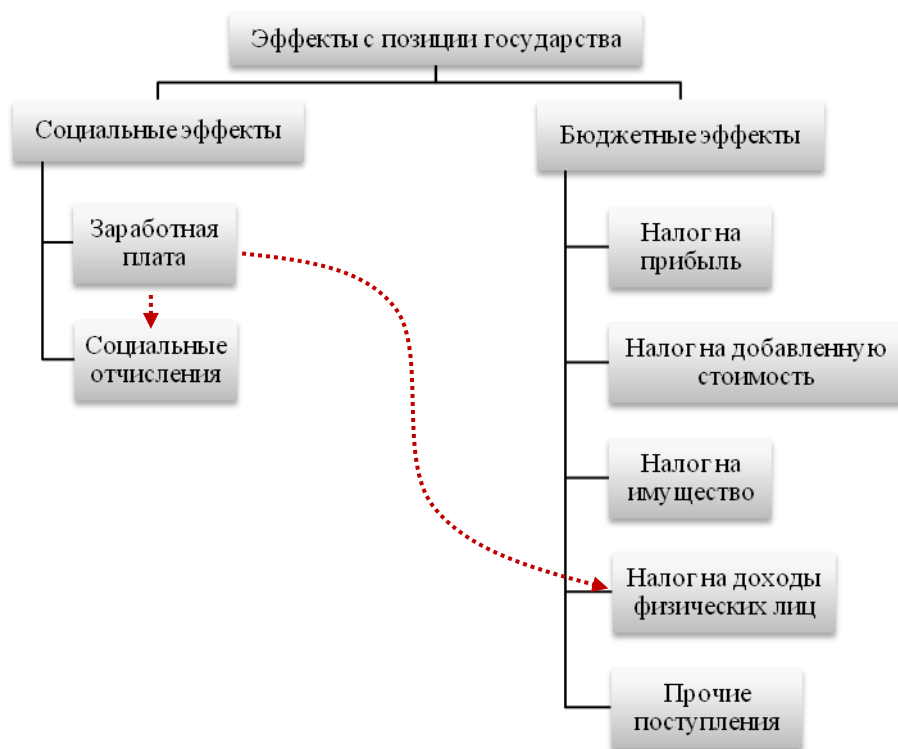 Эффекты с позиции государства
Социальные эффекты
Заработная
плата
Социальные
отчисления
Бюджетные эффекты
Налог на
прибыль
Налог на добавленную
стоимость
Налог на
имущество
Налог на доходы
физических лиц
Прочие
поступления